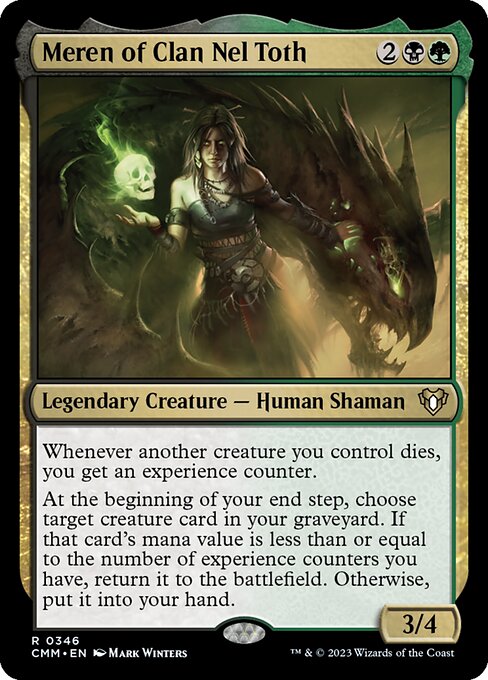 Meren of Clan Nel Toth 2
Legendary Creature — Human Shaman
Whenever another creature you control dies,
you get an experience counter.
At the beginning of your end step, choose
target creature card in your graveyard. If
that card's mana value is less than or equal
to the number of experience counters you
have, return it to the battlefield. Otherwise,
put it into your hand.
3/4
R 0346
CMM • EN Mark Winters
™ & © 2023 Wizards of the Coast